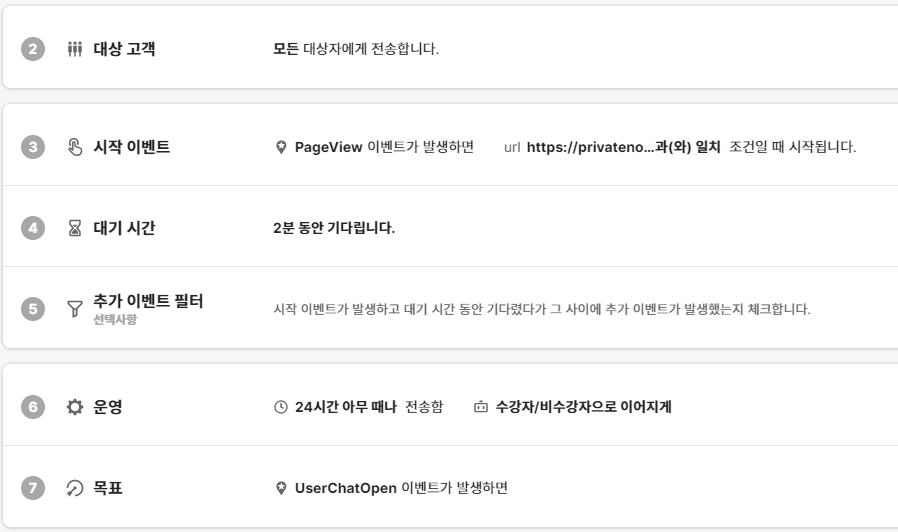 2 대상 고객 모든 대상자에게 전송합니다.
3 시작 이벤트 PageView 이벤트가 발생하면 url https://privateno...과(와) 일치 조건일 때 시작됩니다.
4 대기 시간 2분 동안 기다립니다.
5 추가 이벤트 필터 시작 이벤트가 발생하고 대기 시간 동안 기다렸다가 그 사이에 추가 이벤트가 발생했는지 체크합니다.
선택사항
6 운영 24시간 아무 때나 전송함 수강자/비수강자으로 이어지게
7 목표 UserChatOpen 이벤트가 발생하면